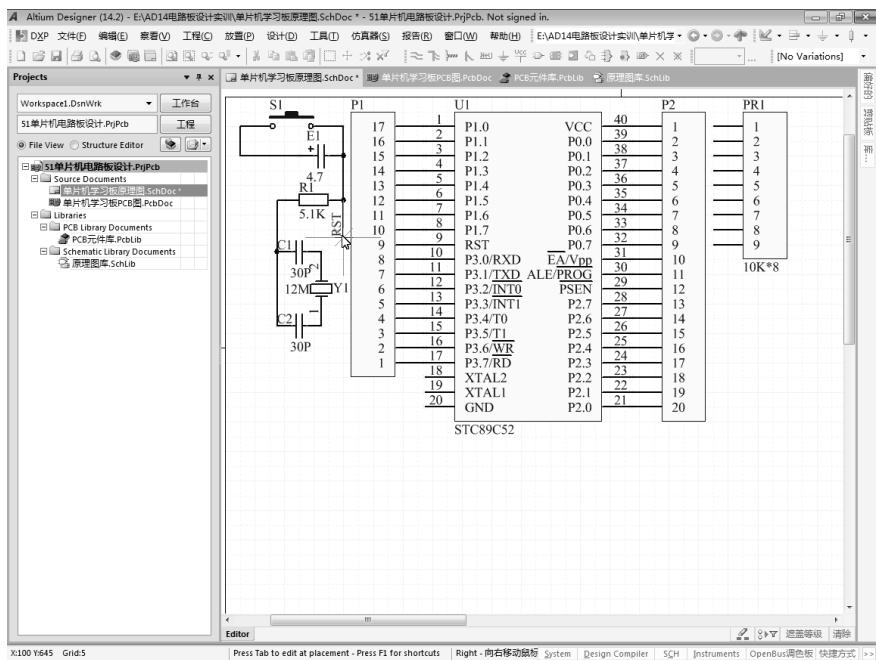 Altium Designer (14.2) - E:\AD14电路板设计实训\单片机学习板原理图.SchDoc * - 51单片机电路板设计.PrjPcb. Not signed in.
DXP 文件(F) 编辑(E) 察看(V) 工程(C) 放置(P) 设计(D) 工具(T) 仿真器(S) 报告(R) 窗口(W) 帮助(H) E:\AD14电路板设计实训\单片机学
... [No Variations]
Projects
单片机学习板原理图.SchDoc * 单片机学习板PCB图.PcbDoc PCB元件库.PcbLib 原理图库.SchLib
Workspace1.DsnWrk 工作台
51单片机电路板设计.PrjPcb 工程
File View Structure Editor
51单片机电路板设计.PrjPcb
Source Documents
单片机学习板原理图.SchDoc *
单片机学习板PCB图.PcbDoc
Libraries
PCB Library Documents
PCB元件库.PcbLib
Schematic Library Documents
原理图库.SchLib
S1 P1 U1 P2 PR1
E1
+
4.7
R1
5.1K
RST
C1
30P
2
12M Y1
1
C2
30P
17 1 P1.0 VCC 40 1 1
16 2 P1.1 P0.0 39 2 2
15 3 P1.2 P0.1 38 3 3
14 4 P1.3 P0.2 37 4 4
13 5 P1.4 P0.3 36 5 5
12 6 P1.5 P0.4 35 6 6
11 7 P1.6 P0.5 34 7 7
10 8 P1.7 P0.6 33 8 8
9 9 RST P0.7 32 9 9
8 10 P3.0/RXD EA/Vpp 31 10
10K*8
7 11 P3.1/TXD ALE/PROG 30 11
6 12 P3.2/INT0 PSEN 29 12
5 13 P3.3/INT1 P2.7 28 13
4 14 P3.4/T0 P2.6 27 14
3 15 P3.5/T1 P2.5 26 15
2 16 P3.6/WR P2.4 25 16
1 17 P3.7/RD P2.3 24 17
18 XTAL2 P2.2 23 18
19 XTAL1 P2.1 22 19
20 GND P2.0 21 20
STC89C52
Editor 遮盖等级 清除
X:100 Y:645 Grid:5 Press Tab to edit at placement - Press F1 for shortcuts Right - 向右移动鼠标 System Design Compiler SCH Instruments OpenBus调色板 快捷方式 >>